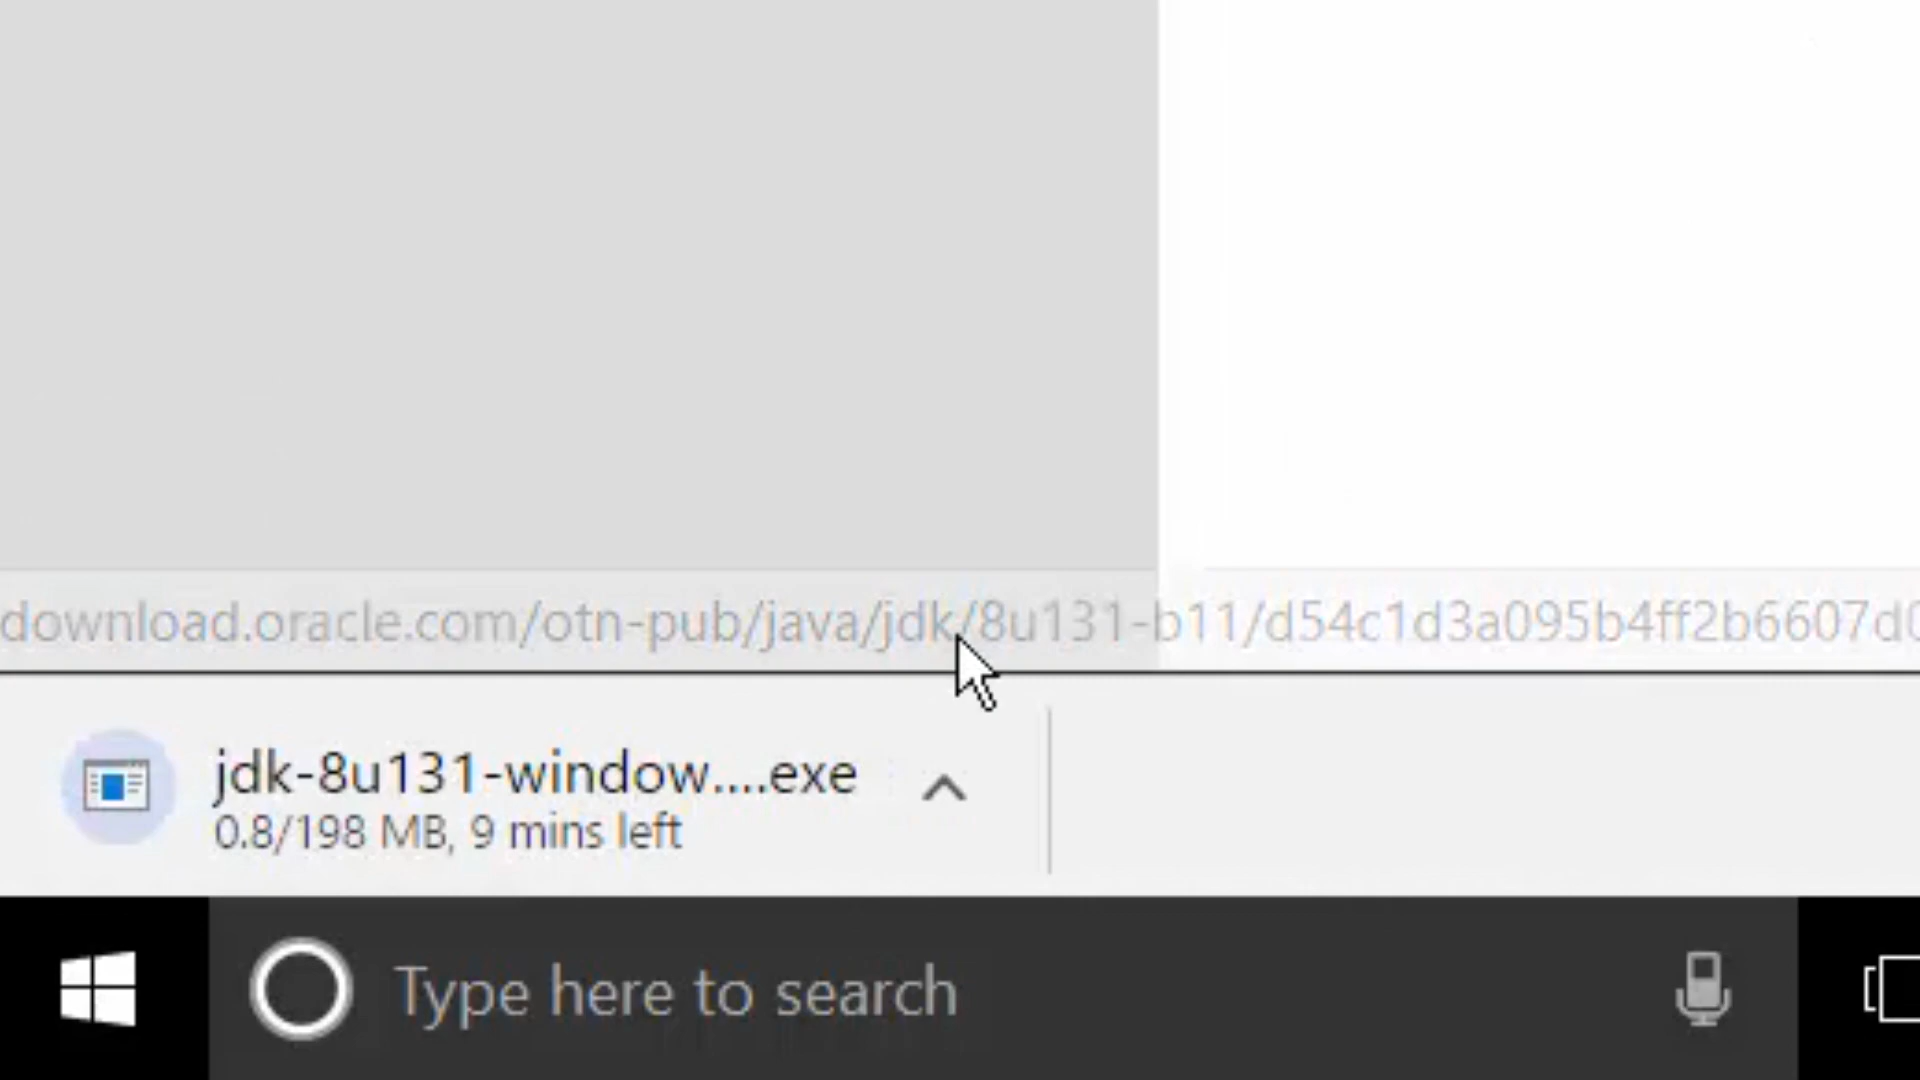 download.oracle.com/otn-pub/java/jdk/8u131-b11/d54c1d3a095b4ff2b6607d0
jdk-8u131-window....exe
0.8/198 MB, 9 mins left
Type here to search